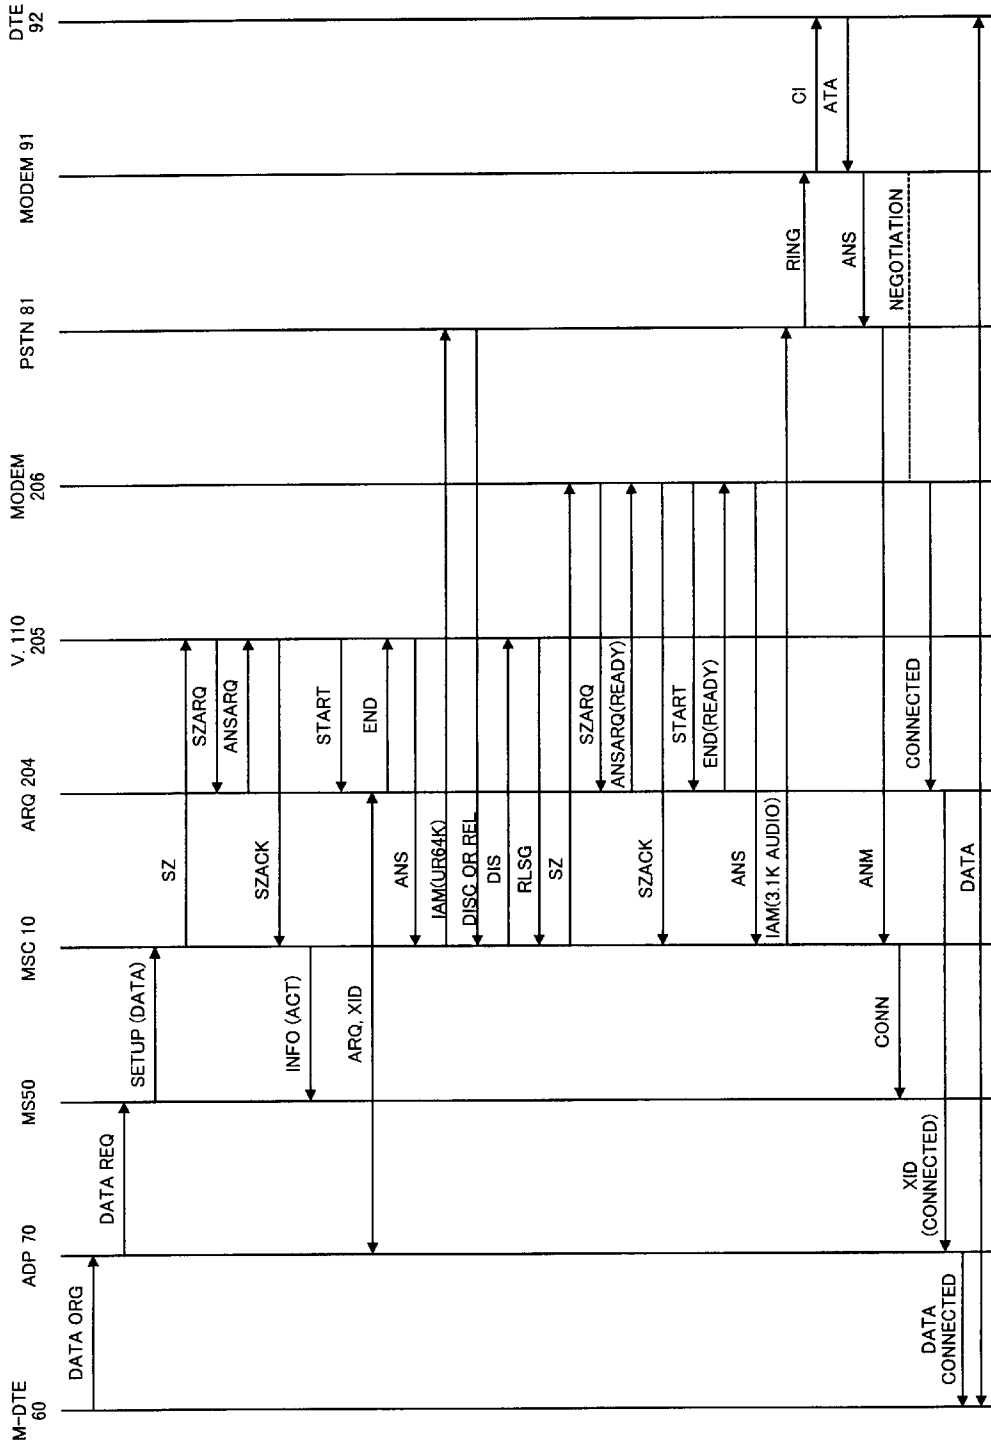 M-DTE
60
ADP 70
MS50
MSC 10
ARQ 204
V. 110
205
MODEM
206
PSTN 81
MODEM 91
DTE
92
DATA ORG
DATA REQ
SETUP (DATA)
SZ
SZARQ
ANSARQ
SZACK
INFO (ACT)
START
ARQ, XID
END
ANS
IAM(UR64K)
DISC OR REL
DIS
RLSG
SZ
SZARQ
ANSARQ(READY)
SZACK
START
END(READY)
ANS
IAM(3.1K AUDIO)
RING
CI
ATA
ANS
ANM
CONN
NEGOTIATION
CONNECTED
XID
(CONNECTED)
DATA
CONNECTED
DATA